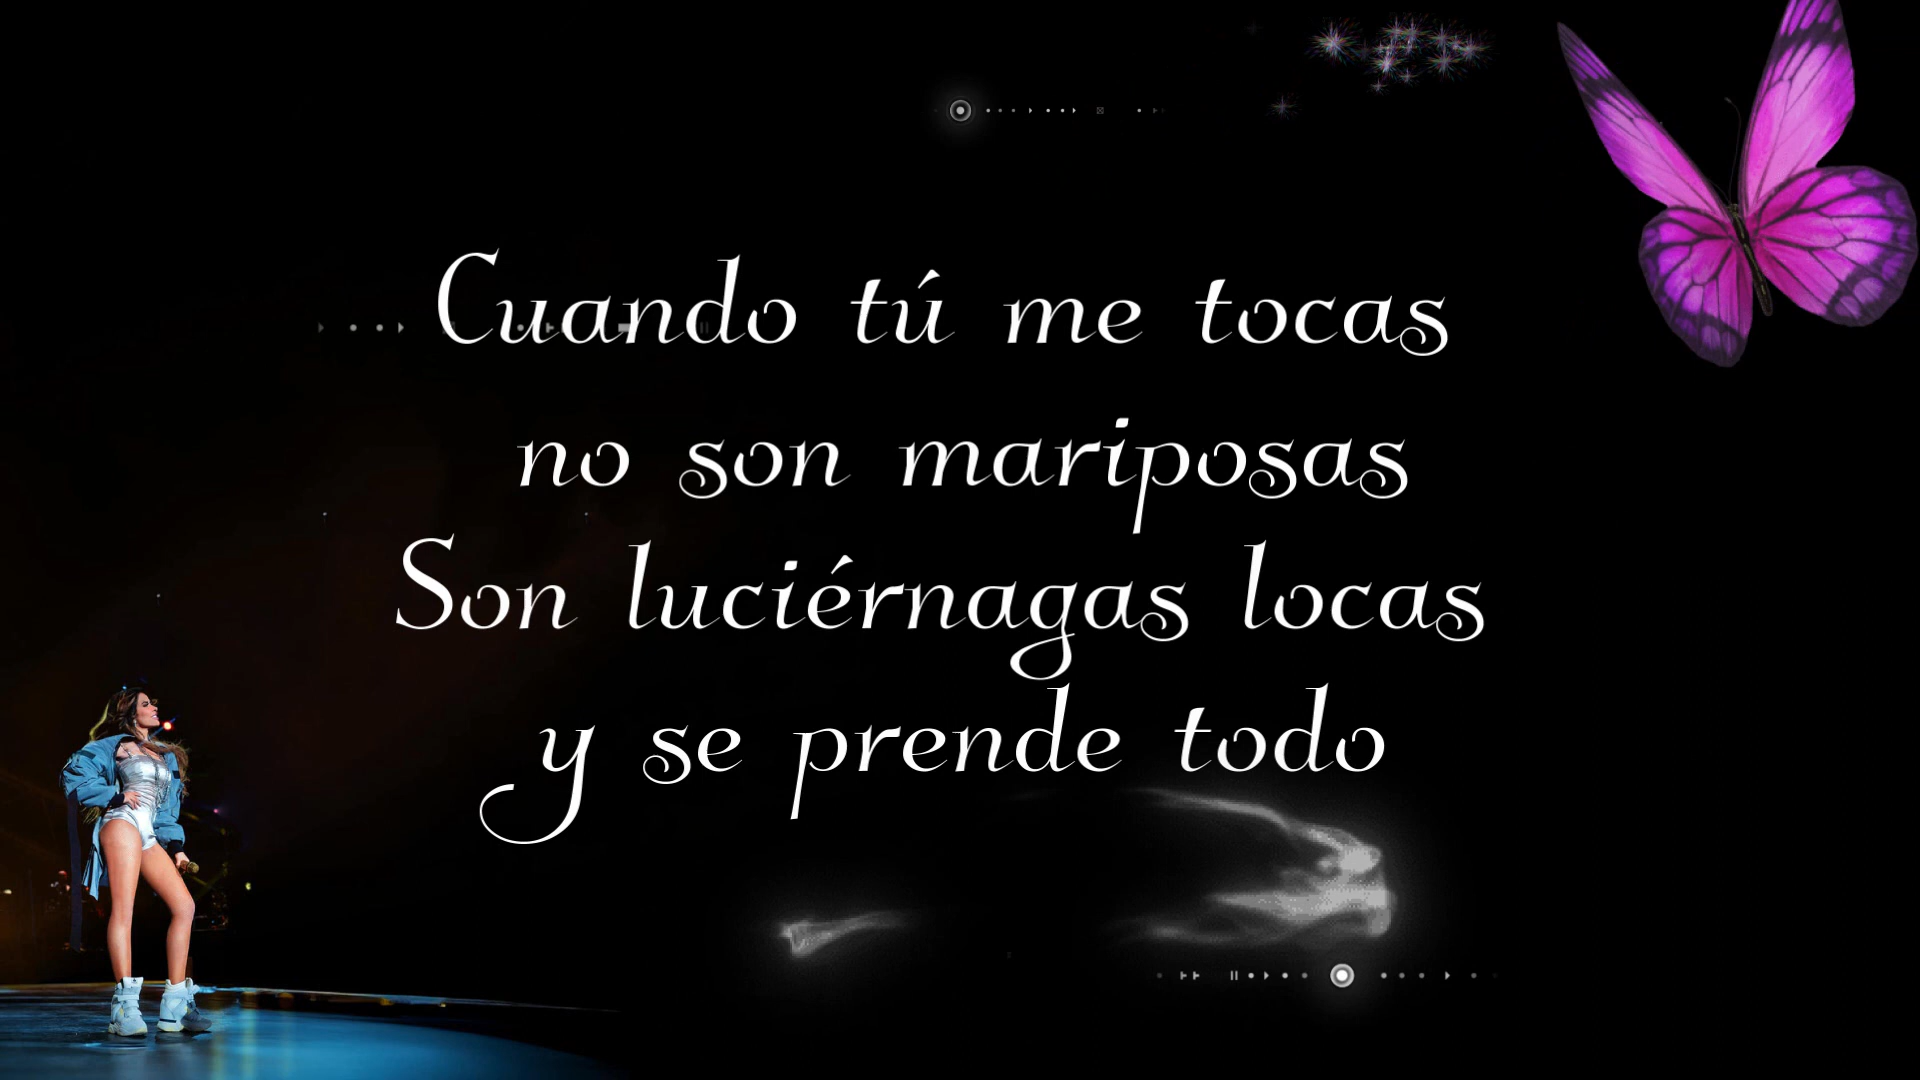 Cuando tú me tocas
no son mariposas
Son luciérnagas locas
y se prende todo